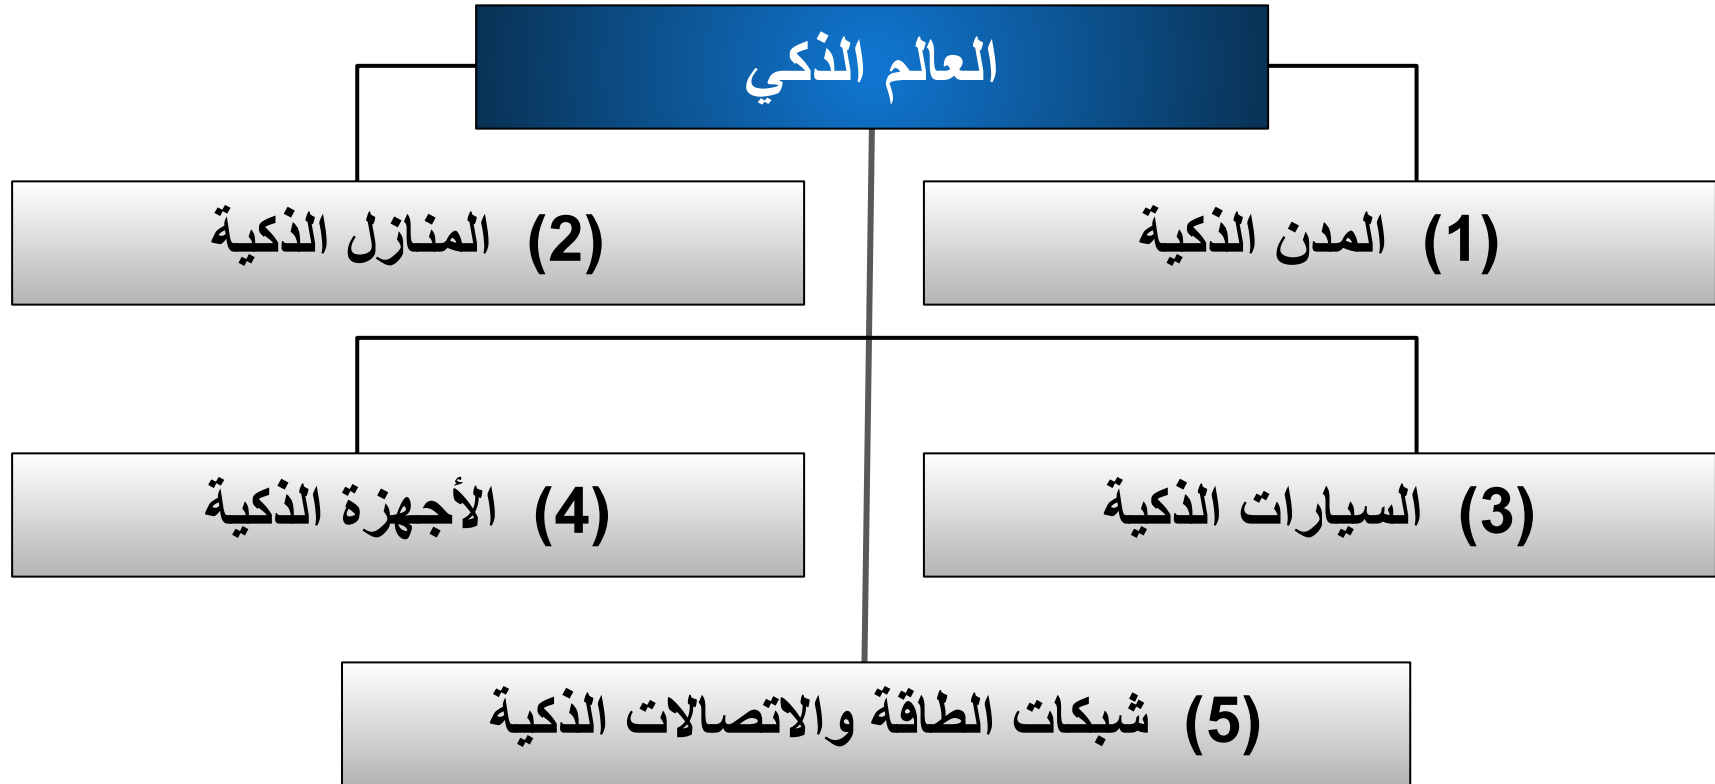 العالم الذكي
(1) المدن الذكية
(2) المنازل الذكية
(3) السيارات الذكية
(4) الأجهزة الذكية
(5) شبكات الطاقة والاتصالات الذكية